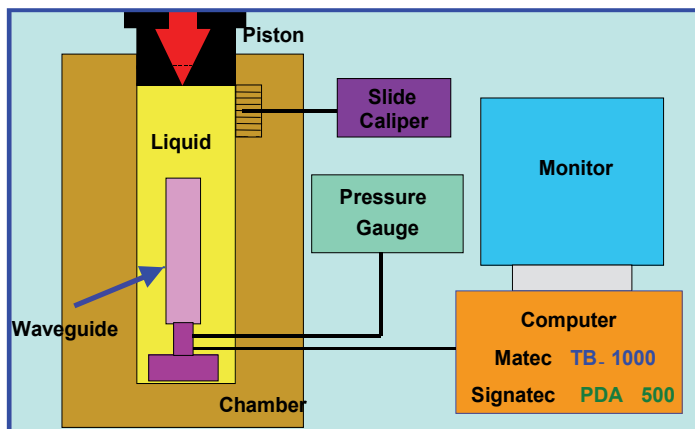 Piston
Slide
Caliper
Liquid
Monitor
Pressure
Gauge
Waveguide
Computer
Matec TB- 1000
Signatec PDA 500
Chamber